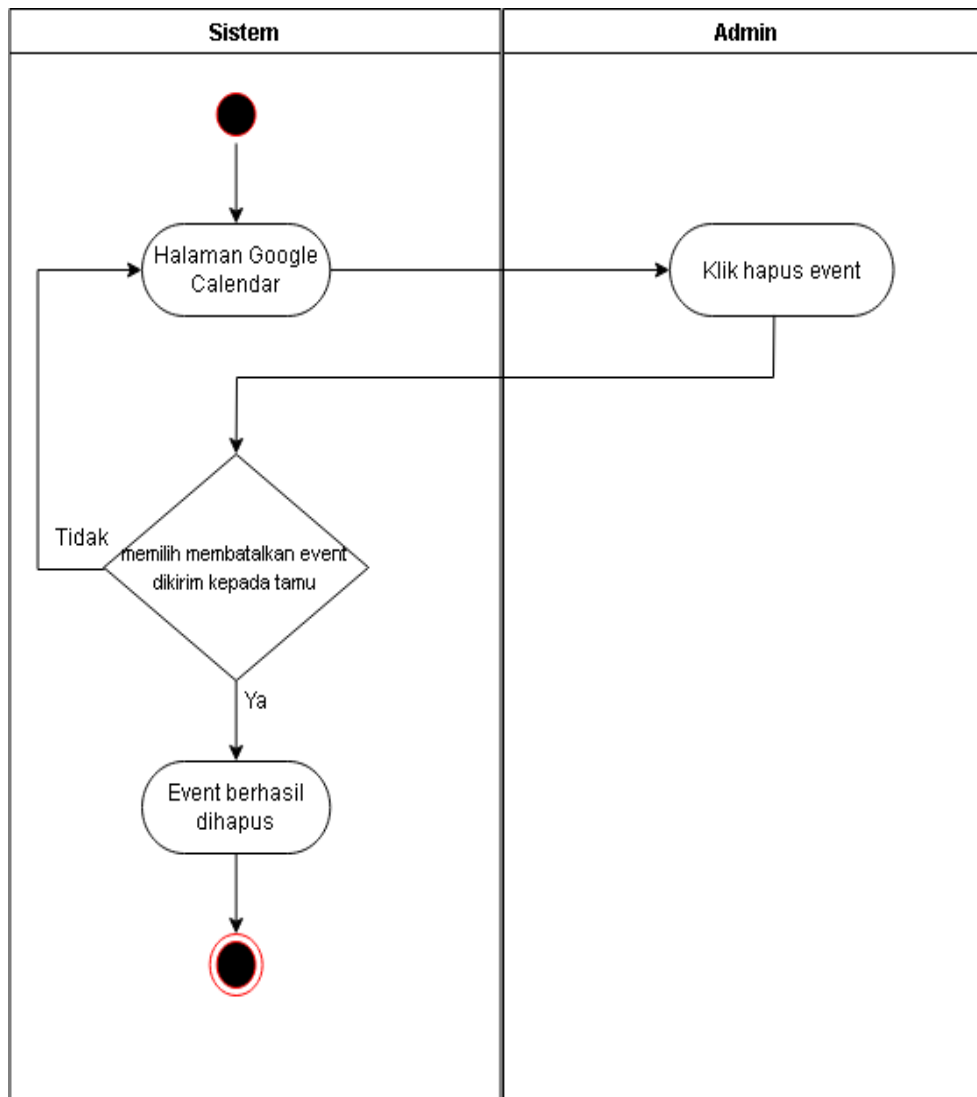 Sistem
Admin
Halaman Google
Calendar
Klik hapus event
Tidak
memilih membatalkan event
dikirim kepada tamu
Ya
Event berhasil
dihapus